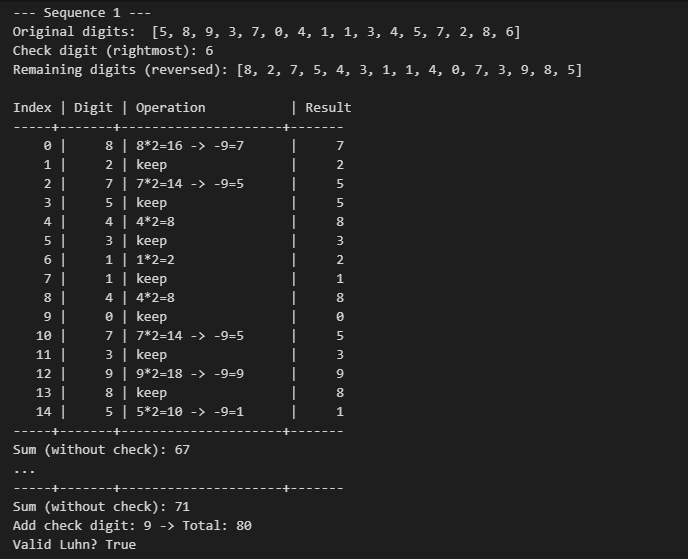 --- Sequence 1 ---
Original digits:  [5, 8, 9, 3, 7, 0, 4, 1, 1, 3, 4, 5, 7, 2, 8, 6]
Check digit (rightmost): 6
Remaining digits (reversed): [8, 2, 7, 5, 4, 3, 1, 1, 4, 0, 7, 3, 9, 8, 5]

Index | Digit | Operation           | Result
-----+-------+---------------------+-------
    0 |     8 | 8*2=16 -> -9=7      |     7
    1 |     2 | keep                |     2
    2 |     7 | 7*2=14 -> -9=5      |     5
    3 |     5 | keep                |     5
    4 |     4 | 4*2=8               |     8
    5 |     3 | keep                |     3
    6 |     1 | 1*2=2               |     2
    7 |     1 | keep                |     1
    8 |     4 | 4*2=8               |     8
    9 |     0 | keep                |     0
   10 |     7 | 7*2=14 -> -9=5      |     5
   11 |     3 | keep                |     3
   12 |     9 | 9*2=18 -> -9=9      |     9
   13 |     8 | keep                |     8
   14 |     5 | 5*2=10 -> -9=1      |     1
-----+-------+---------------------+-------
Sum (without check): 67
...
-----+-------+---------------------+-------
Sum (without check): 71
Add check digit: 9 -> Total: 80
Valid Luhn? True